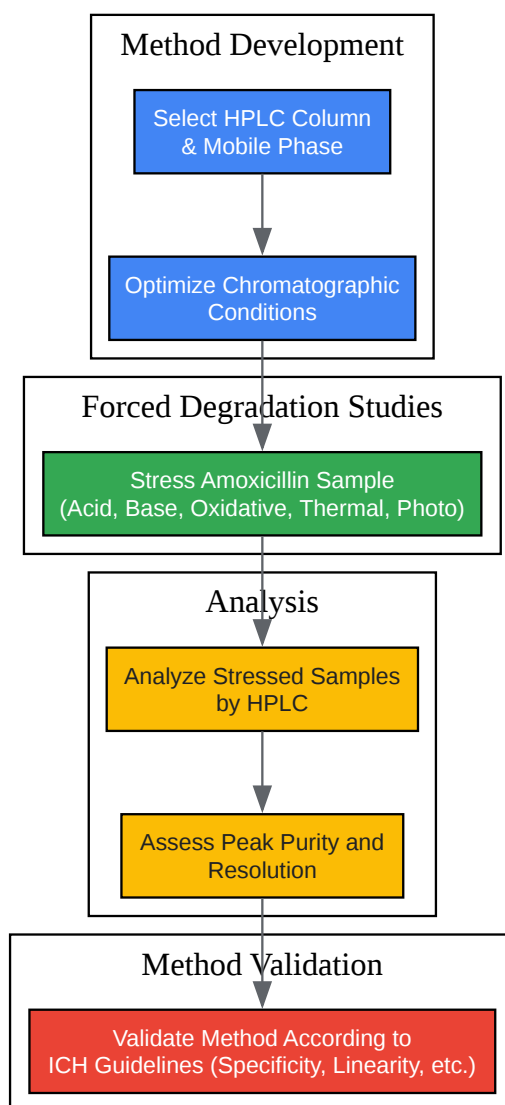 Method Development
Select HPLC Column
& Mobile Phase
Optimize Chromatographic
Conditions
Forced Degradation Studies
Stress Amoxicillin Sample
(Acid, Base, Oxidative, Thermal, Photo)
Analysis
Analyze Stressed Samples
by HPLC
Assess Peak Purity and
Resolution
Method Validation
Validate Method According to
ICH Guidelines (Specificity, Linearity, etc.)